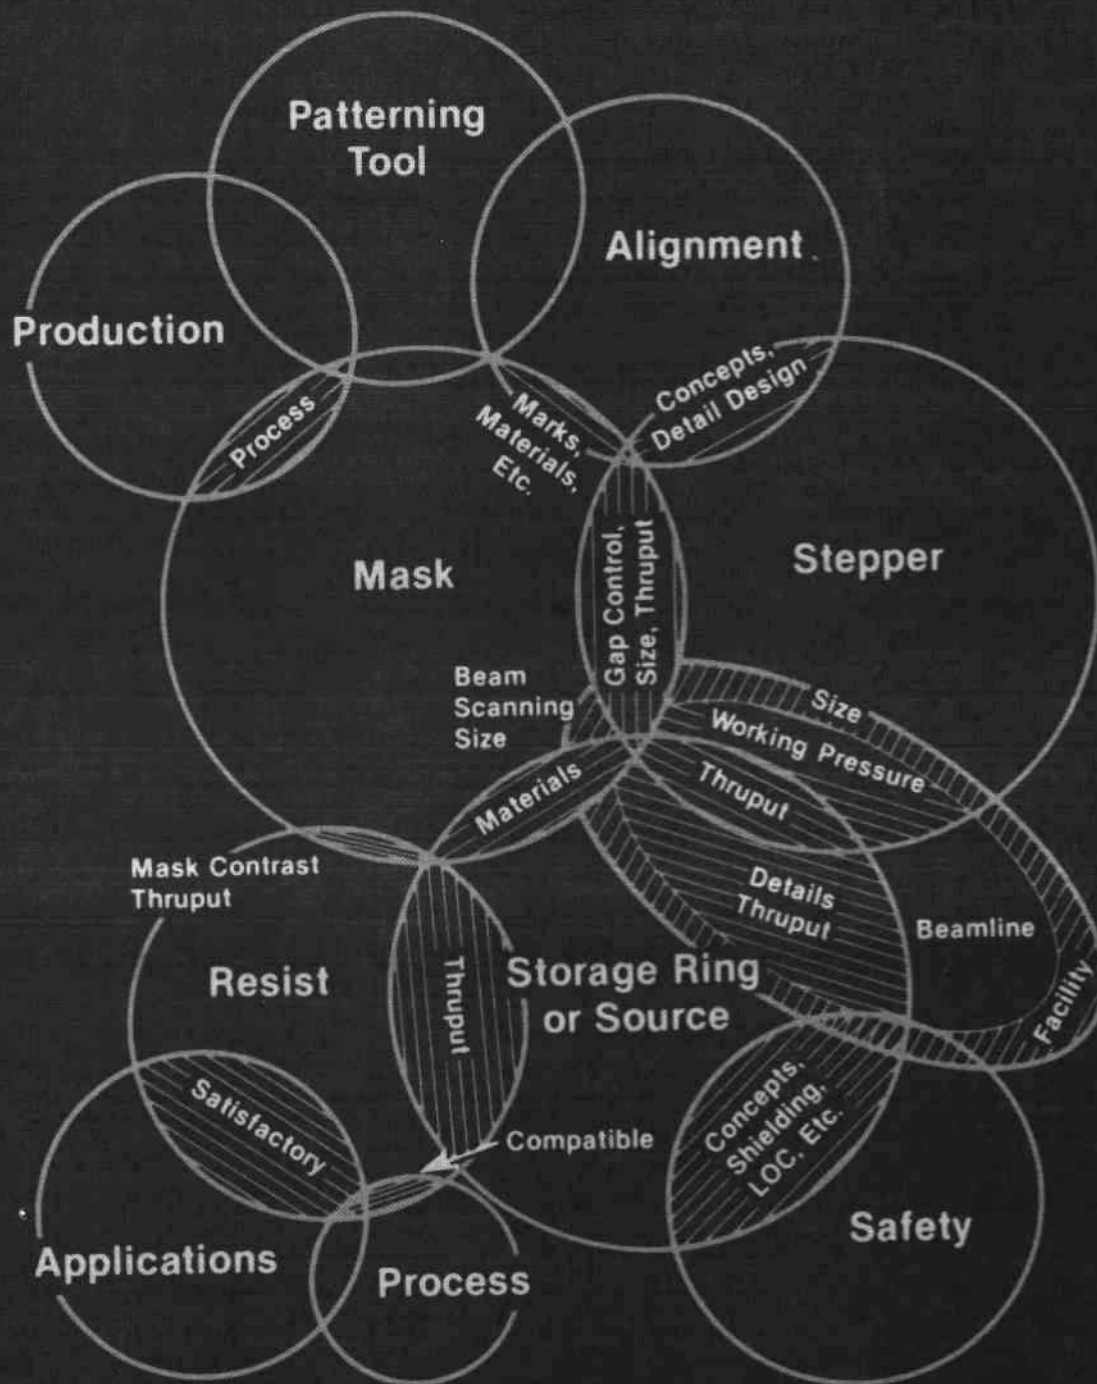 Patterning
Tool
Alignment
Production
Concepts,
Detail Design
Process
Marks,
Materials,
Etc.
Mask
Gap Control,
Size, Thruput
Stepper
Beam
Scanning
Size
Size
Working Pressure
Materials
Thruput
Mask Contrast
Thruput
Details
Thruput
Beamline
Resist
Thruput
Storage Ring
or Source
Facility
Satisfactory
Compatible
Concepts,
Shielding,
LOC, Etc.
Safety
Applications
Process